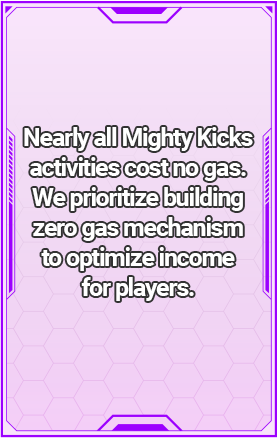 Nearly all Mighty Kicks
activities cost no gas.
We prioritize building
zero gas mechanism
to optimize income
for players.